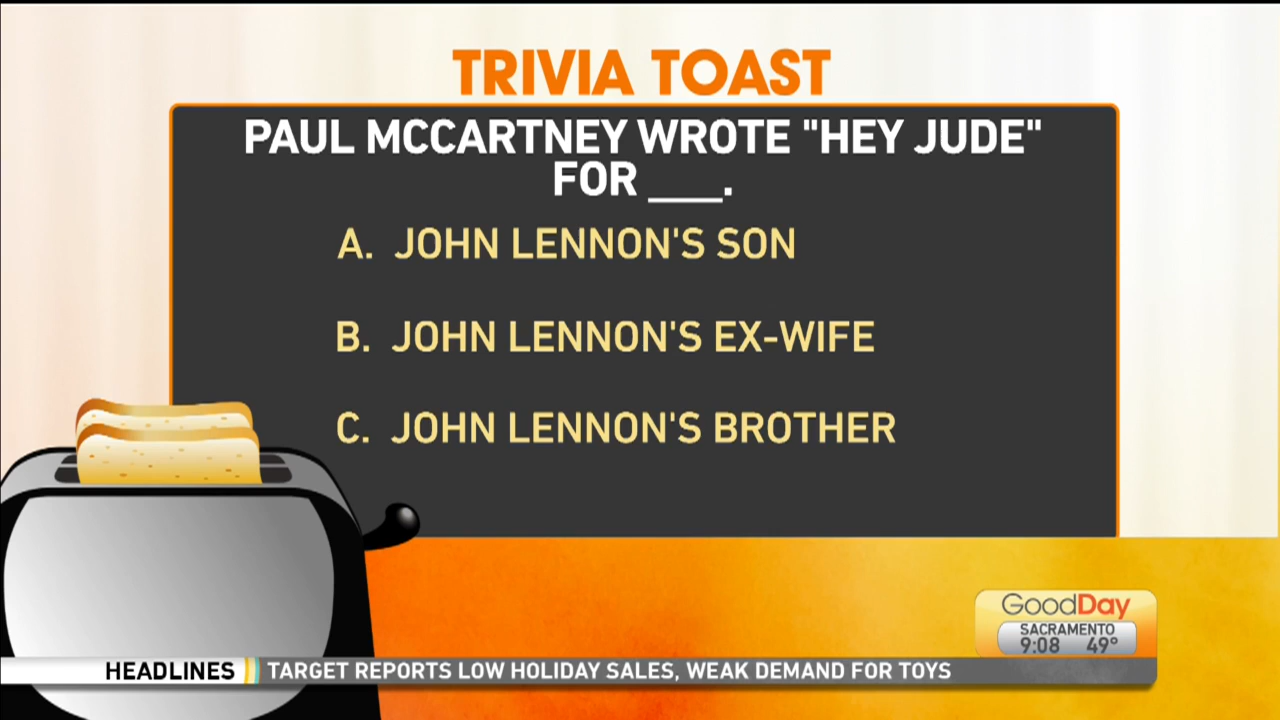 TRIVIA TOAST
PAUL MCCARTNEY WROTE "HEY JUDE"
FOR ___.
A. JOHN LENNON'S SON
B. JOHN LENNON'S EX-WIFE
C. JOHN LENNON'S BROTHER
GoodDay
SACRAMENTO
9:08 49°
HEADLINES TARGET REPORTS LOW HOLIDAY SALES, WEAK DEMAND FOR TOYS